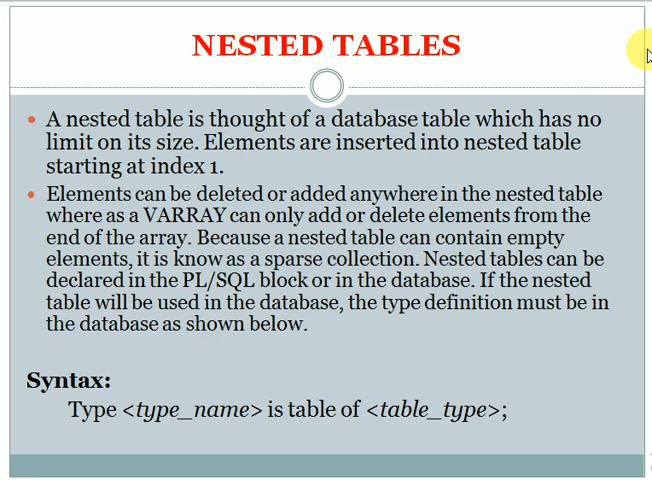 NESTED TABLES
A nested table is thought of a database table which has no
limit on its size. Elements are inserted into nested table
starting at index 1.
Elements can be deleted or added anywhere in the nested table
where as a VARRAY can only add or delete elements from the
end of the array. Because a nested table can contain empty
elements, it is know as a sparse collection. Nested tables can be
declared in the PL/SQL block or in the database. If the nested
table will be used in the database, the type definition must be in
the database as shown below.
Syntax:
Type <type_name> is table of <table_type>;